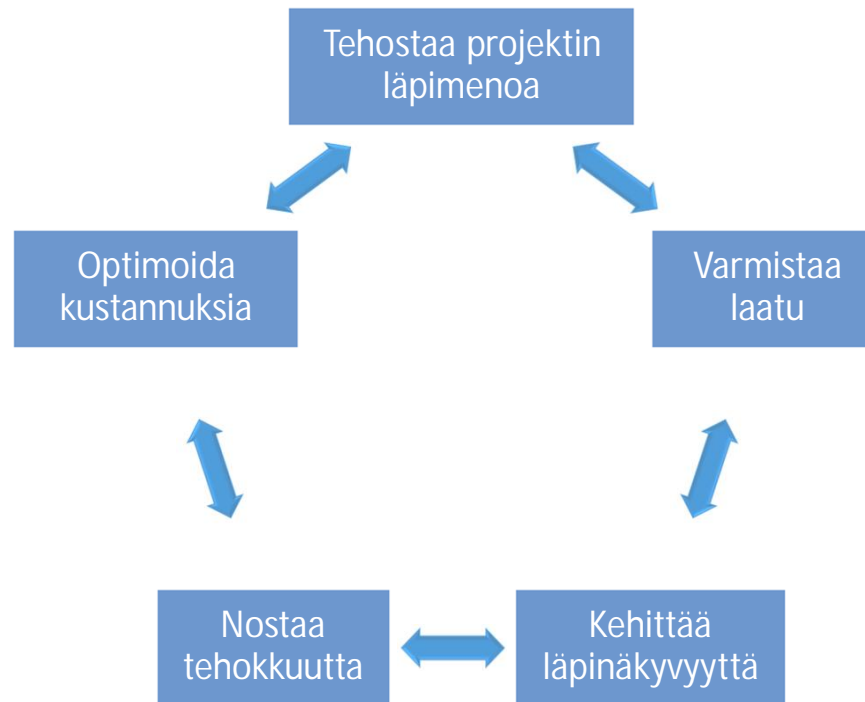 Tehostaa projektin
läpimenoa
Optimoida
kustannuksia
Varmistaa
laatu
Nostaa
tehokkuutta
Kehittää
läpinäkyvyyttä